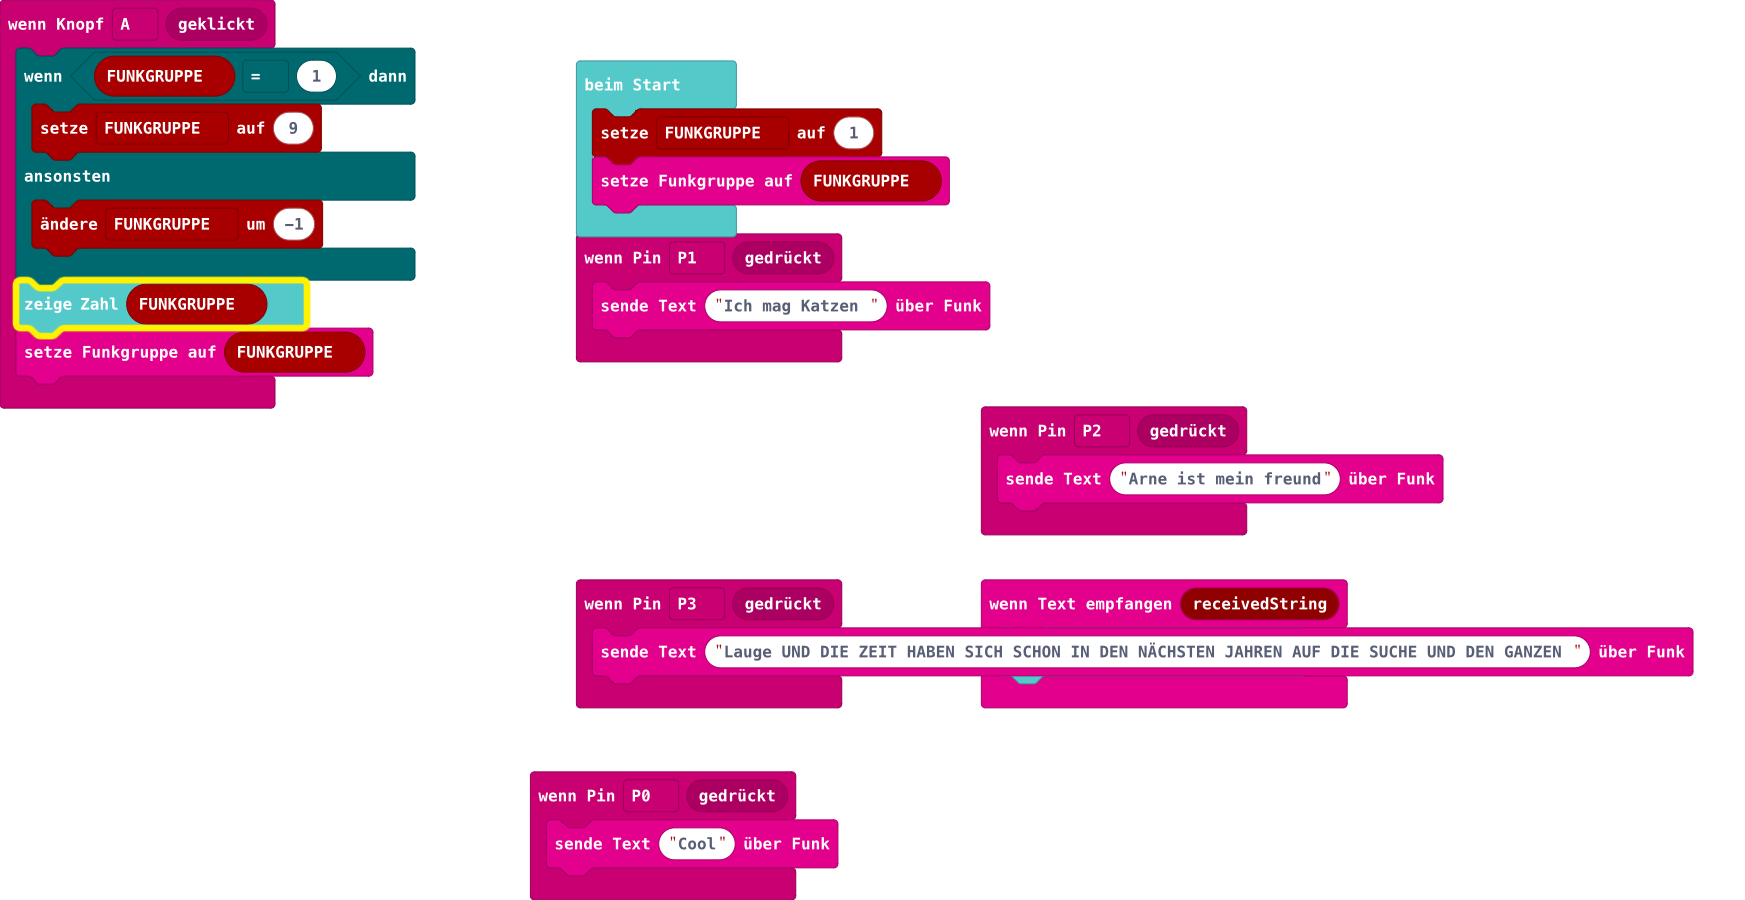 wenn Knopf A geklickt
wenn FUNKGRUPPE = 1 dann
setze FUNKGRUPPE auf 9
ansonsten
ändere FUNKGRUPPE um −1
zeige Zahl FUNKGRUPPE
setze Funkgruppe auf FUNKGRUPPE
beim Start
setze FUNKGRUPPE auf 1
setze Funkgruppe auf FUNKGRUPPE
wenn Pin P1 gedrückt
sende Text "Ich mag Katzen " über Funk
wenn Pin P2 gedrückt
sende Text "Arne ist mein freund" über Funk
wenn Pin P3 gedrückt
sende Text "Lauge UND DIE ZEIT HABEN SICH SCHON IN DEN NÄCHSTEN JAHREN AUF DIE SUCHE UND DEN GANZEN " über Funk
wenn Text empfangen receivedString
wenn Pin P0 gedrückt
sende Text "Cool" über Funk